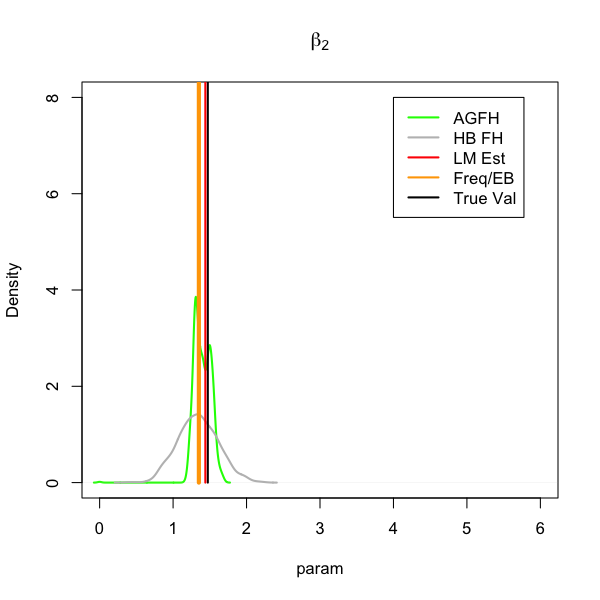 β₂
AGFH
HB FH
LM Est
Freq/EB
True Val
Density
0 2 4 6 8
0 1 2 3 4 5 6
param